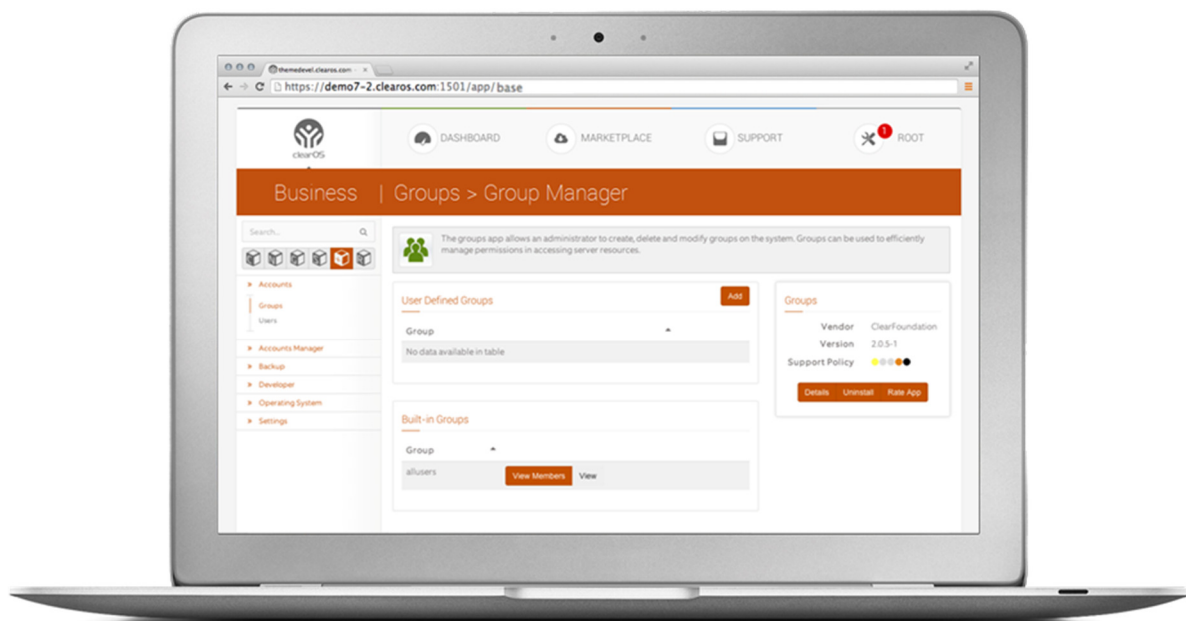 themedevel.clearos.com
https://demo7-2.clearos.com:1501/app/base
clearOS
DASHBOARD
MARKETPLACE
SUPPORT
1
ROOT
Business | Groups > Group Manager
Search...
The groups app allows an administrator to create, delete and modify groups on the system. Groups can be used to efficiently
manage permissions in accessing server resources.
Accounts
Groups
Users
Accounts Manager
Backup
Developer
Operating System
Settings
User Defined Groups
Add
Group
No data available in table
Built-in Groups
Group
allusers
View Members
View
Groups
Vendor ClearFoundation
Version 2.0.5-1
Support Policy
Details Uninstall Rate App